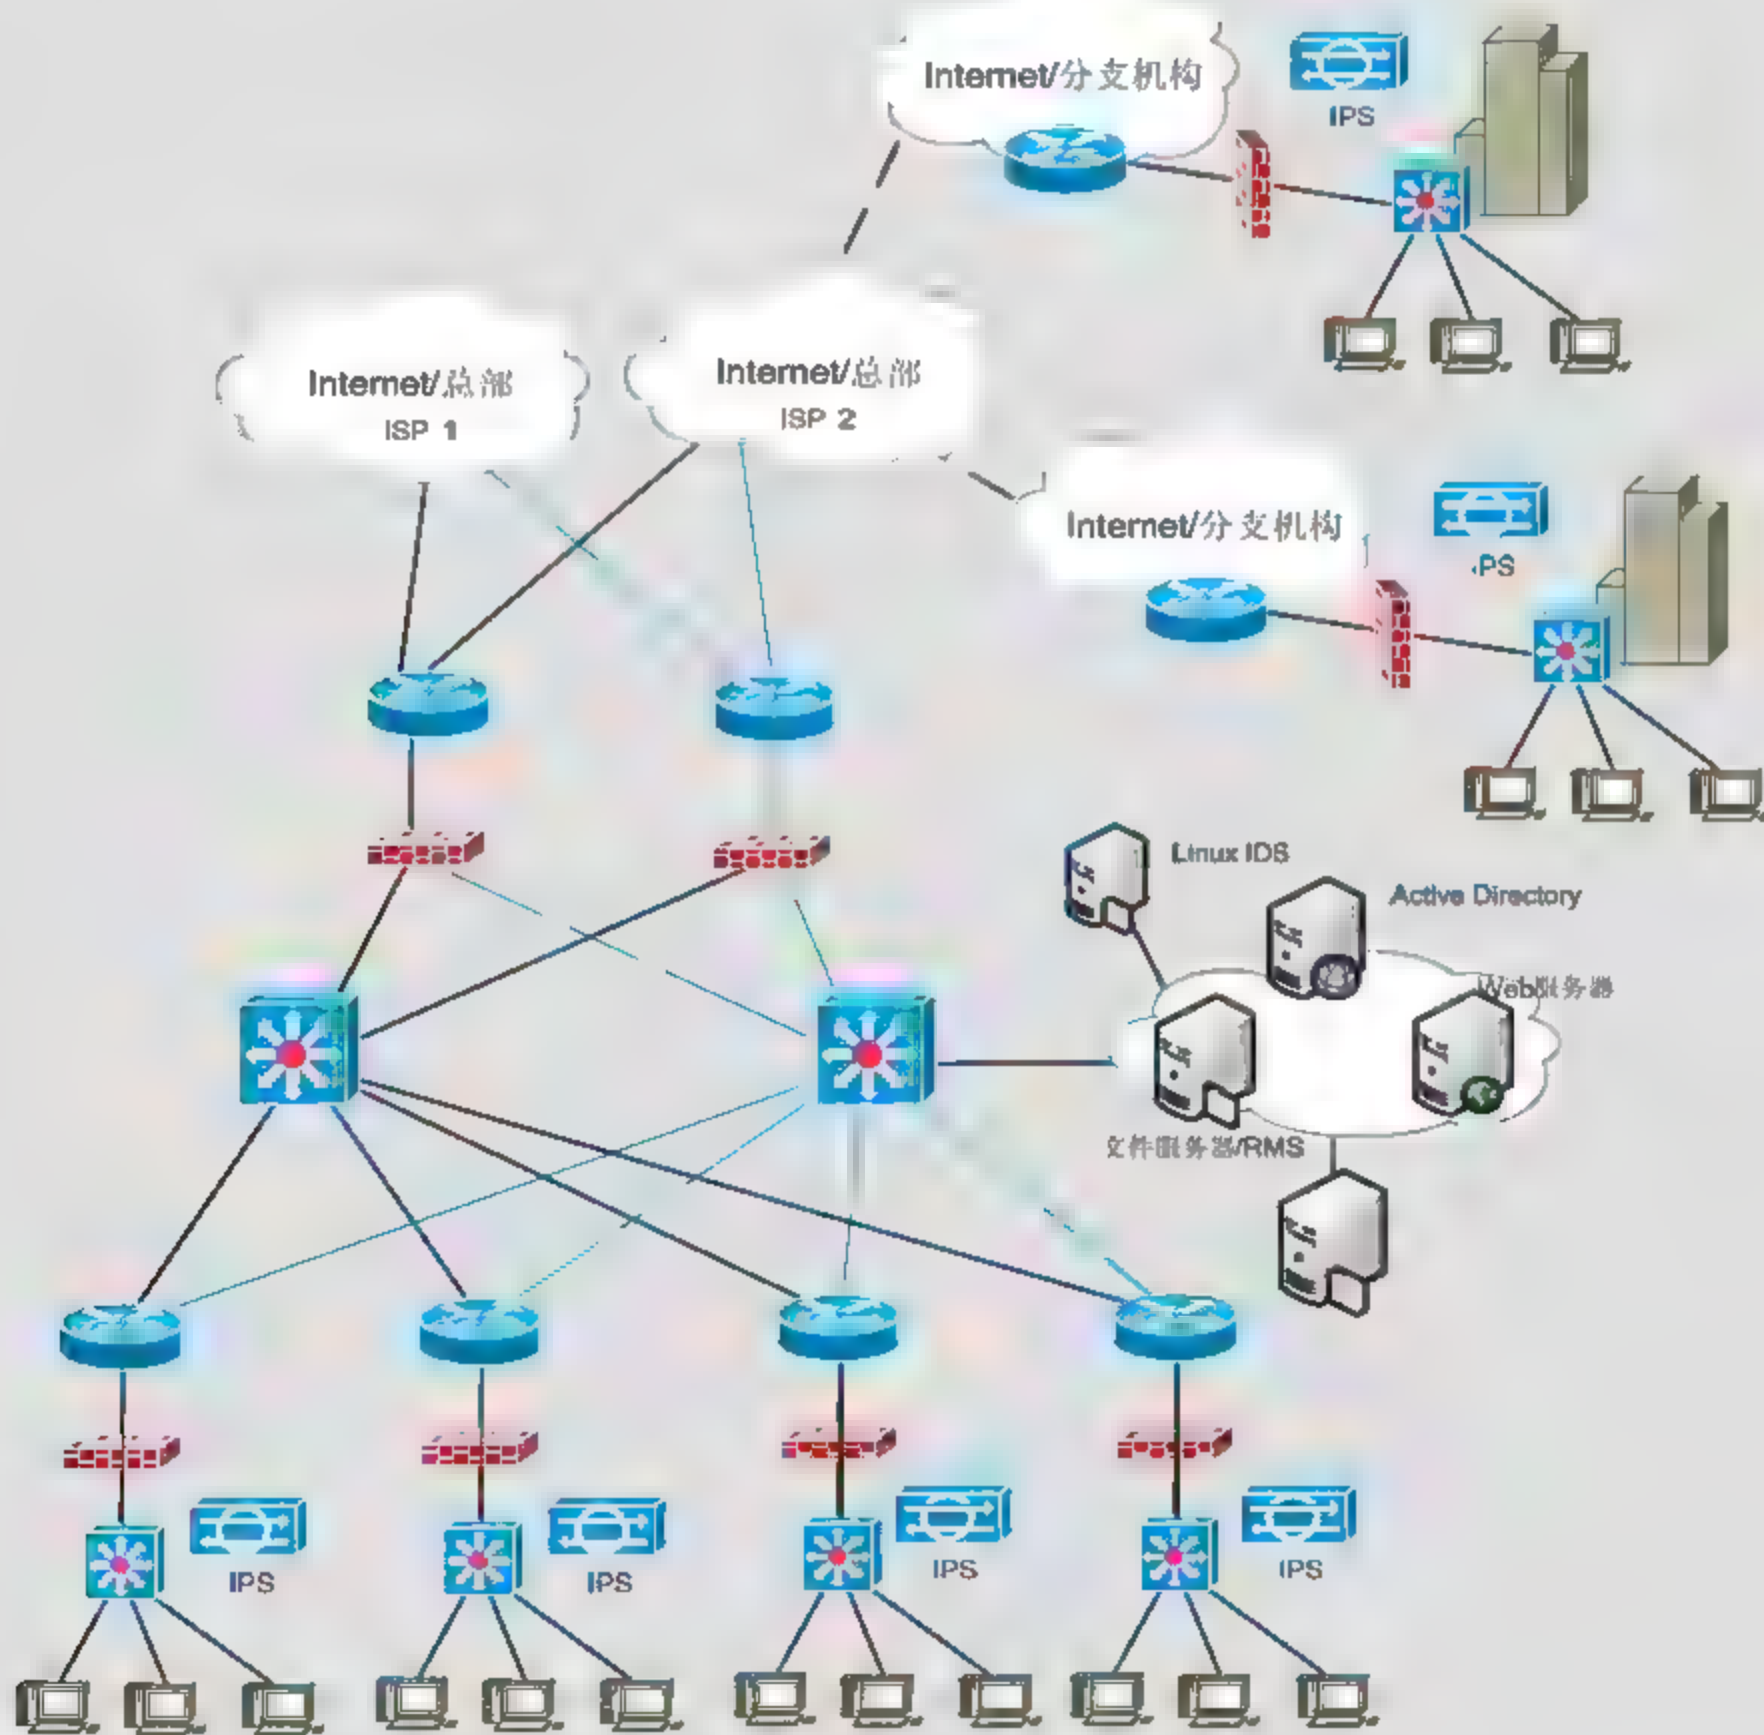 Internet/分支机构
IPS
Internet/总部
ISP 1
Internet/总部
ISP 2
Internet/分支机构
IPS
Linux IDS
Active Directory
Web服务器
文件服务器/RMS
IPS
IPS
IPS
IPS